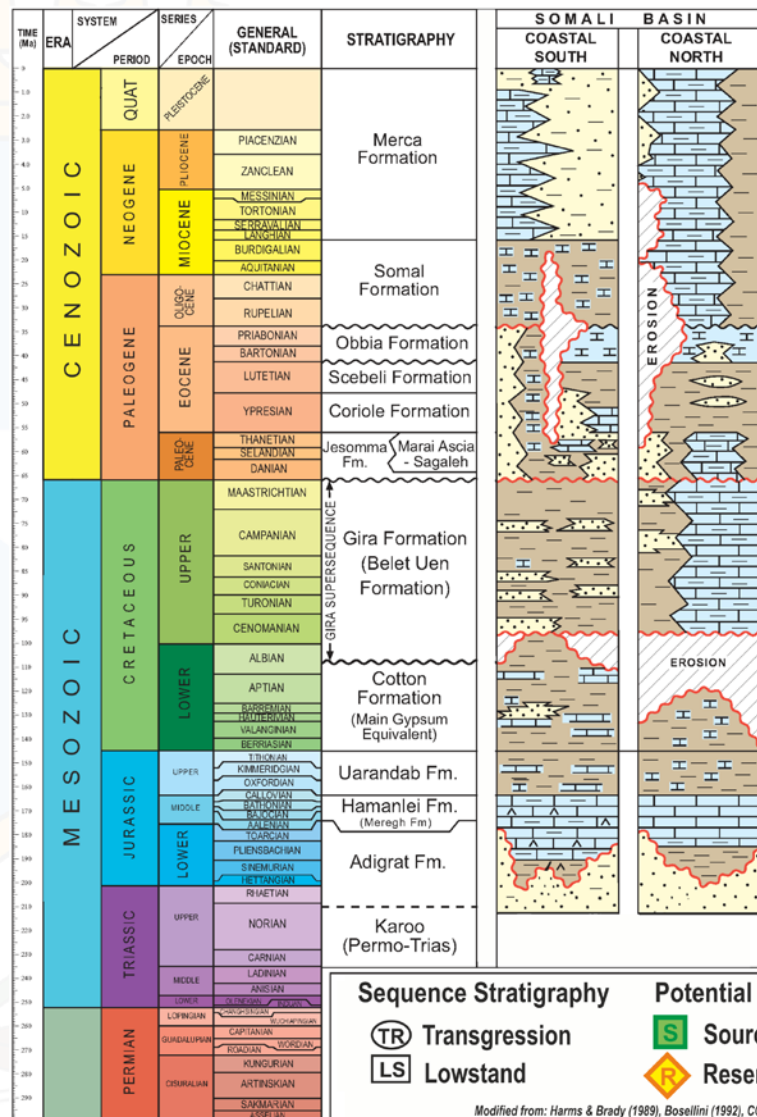 TIME
(Ma)
ERA
SYSTEM
PERIOD
SERIES
EPOCH
GENERAL
(STANDARD)
STRATIGRAPHY
SOMALI BASIN
COASTAL
SOUTH
COASTAL
NORTH
CENOZOIC
MESOZOIC
QUAT
NEOGENE
PALEOGENE
CRETACEOUS
JURASSIC
TRIASSIC
PERMIAN
PLEISTOCENE
PLIOCENE
MIOCENE
OLIGO-
CENE
EOCENE
PALEO-
CENE
UPPER
LOWER
UPPER
MIDDLE
LOWER
UPPER
MIDDLE
LOWER
LOPINGIAN
GUADALUPIAN
CISURALIAN
PIACENZIAN
ZANCLEAN
MESSINIAN
TORTONIAN
SERRAVALIAN
LANGHIAN
BURDIGALIAN
AQUITANIAN
CHATTIAN
RUPELIAN
PRIABONIAN
BARTONIAN
LUTETIAN
YPRESIAN
THANETIAN
SELANDIAN
DANIAN
MAASTRICHTIAN
CAMPANIAN
SANTONIAN
CONIACIAN
TURONIAN
CENOMANIAN
ALBIAN
APTIAN
BARREMIAN
HAUTERIVIAN
VALANGINIAN
BERRIASIAN
TITHONIAN
KIMMERIDGIAN
OXFORDIAN
CALLOVIAN
BATHONIAN
BAJOCIAN
AALENIAN
TOARCIAN
PLIENSBACHIAN
SINEMURIAN
HETTANGIAN
RHAETIAN
NORIAN
CARNIAN
LADINIAN
ANISIAN
OLENEKIAN
CHANGHSINGIAN
WUCHIAPINGIAN
CAPITANIAN
WORDIAN
ROADIAN
KUNGURIAN
ARTINSKIAN
SAKMARIAN
ASSELIAN
Merca
Formation
Somal
Formation
Obbia Formation
Scebeli Formation
Coriole Formation
Jesomma
Fm.
Marai Ascia
- Sagaleh
GIRA SUPERSEQUENCE
Gira Formation
(Belet Uen
Formation)
Cotton
Formation
(Main Gypsum
Equivalent)
Uarandab Fm.
Hamanlei Fm.
(Meregh Fm)
Adigrat Fm.
Karoo
(Permo-Trias)
EROSION
EROSION
Sequence Stratigraphy
TR Transgression
LS Lowstand
Potential
S Sourc
R Reser
Modified from: Harms & Brady (1989), Bosellini (1992), C